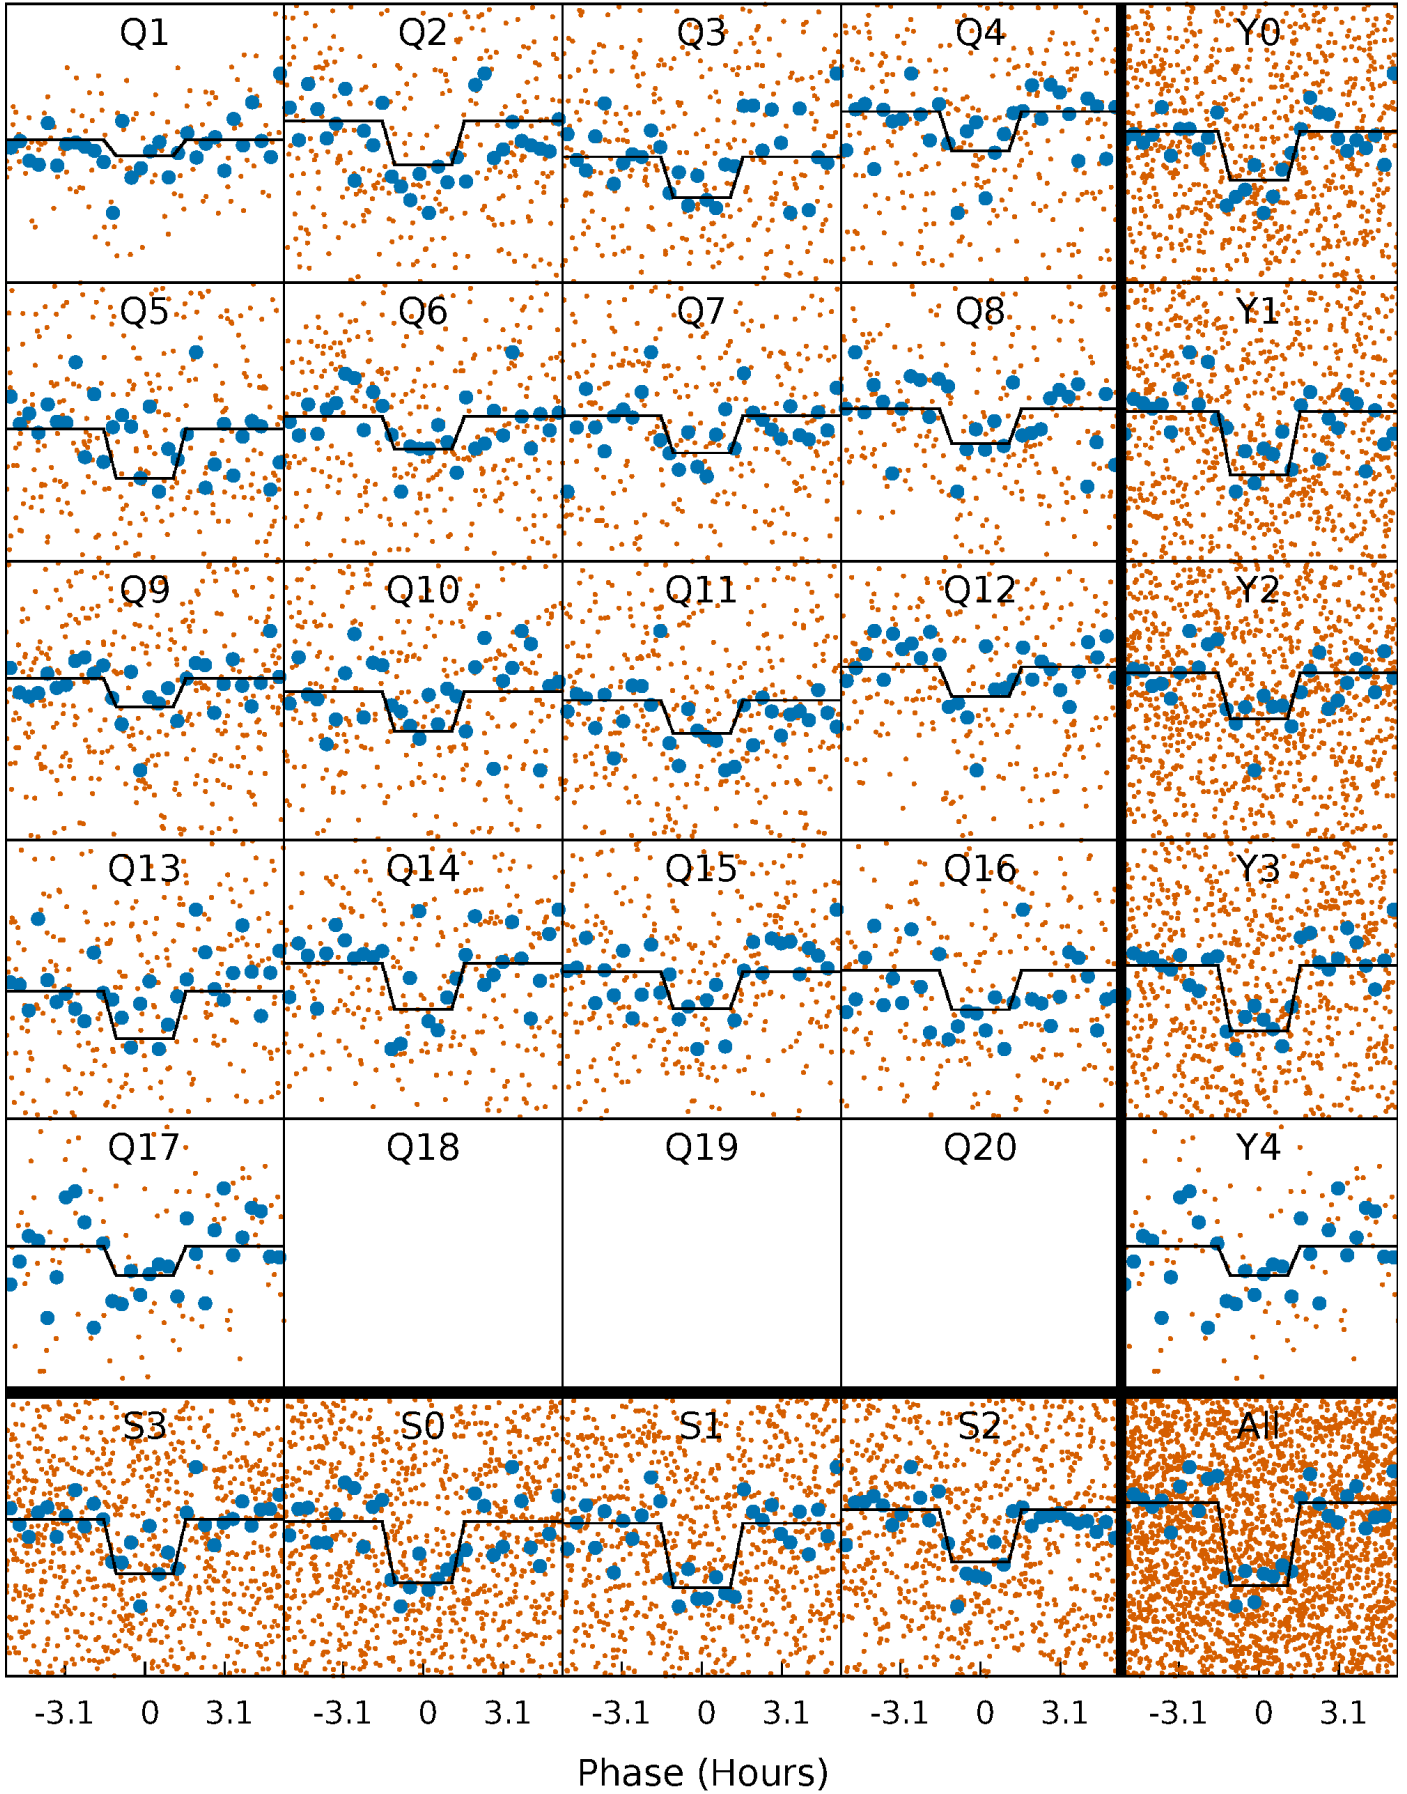 Q1 Q2 Q3 Q4 Y0
Q5 Q6 Q7 Q8 Y1
Q9 Q10 Q11 Q12 Y2
Q13 Q14 Q15 Q16 Y3
Q17 Q18 Q19 Q20 Y4
S3 S0 S1 S2 All
-3.1 0 3.1 -3.1 0 3.1 -3.1 0 3.1 -3.1 0 3.1 -3.1 0 3.1
Phase (Hours)